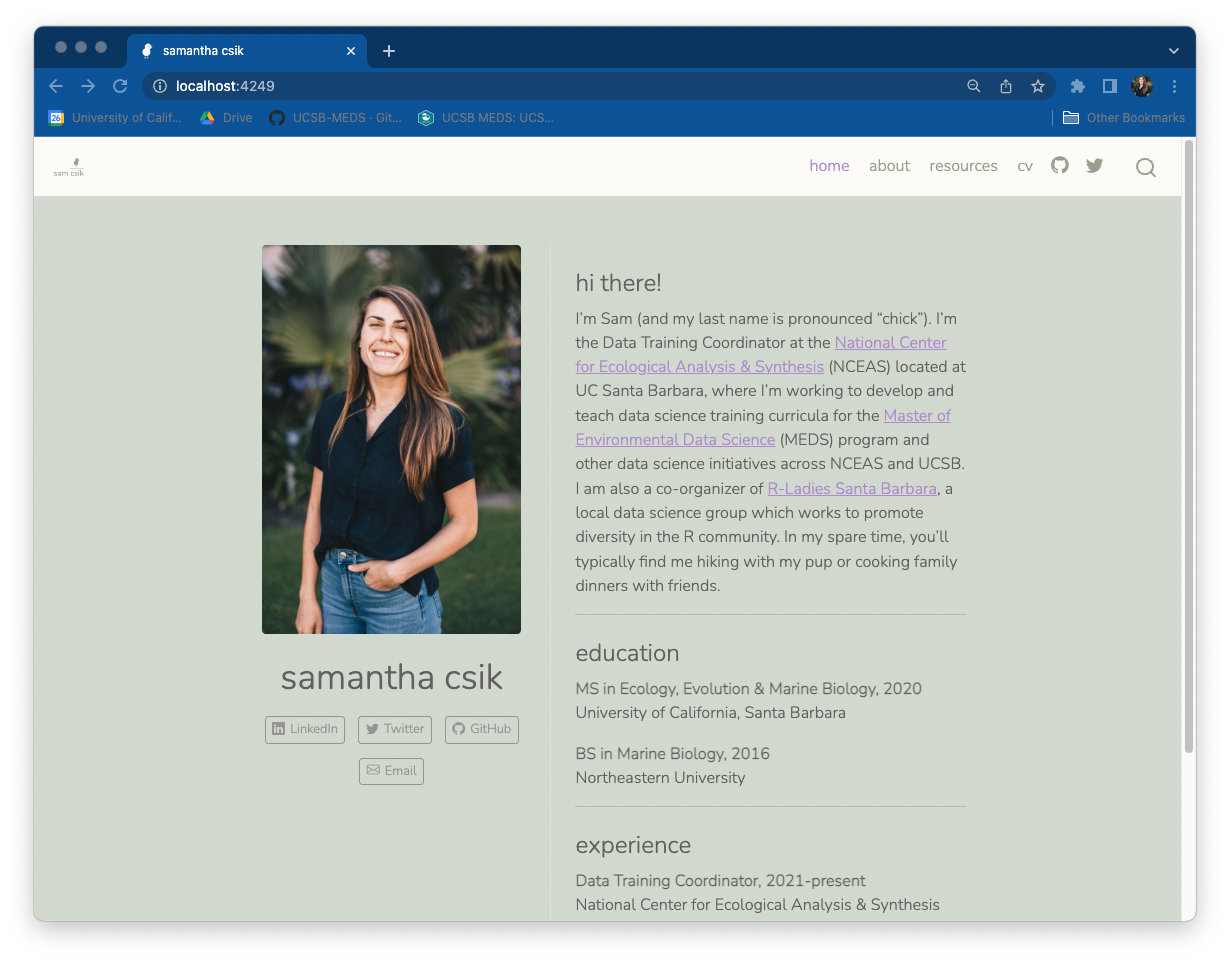 samantha csik
localhost:4249
26 University of Calif... Drive UCSB-MEDS · Git... UCSB MEDS: UCS... Other Bookmarks
sam csik
home about resources cv
hi there!
I’m Sam (and my last name is pronounced “chick”). I’m
the Data Training Coordinator at the National Center
for Ecological Analysis & Synthesis (NCEAS) located at
UC Santa Barbara, where I’m working to develop and
teach data science training curricula for the Master of
Environmental Data Science (MEDS) program and
other data science initiatives across NCEAS and UCSB.
I am also a co-organizer of R-Ladies Santa Barbara, a
local data science group which works to promote
diversity in the R community. In my spare time, you’ll
typically find me hiking with my pup or cooking family
dinners with friends.
samantha csik
LinkedIn Twitter GitHub
Email
education
MS in Ecology, Evolution & Marine Biology, 2020
University of California, Santa Barbara
BS in Marine Biology, 2016
Northeastern University
experience
Data Training Coordinator, 2021-present
National Center for Ecological Analysis & Synthesis